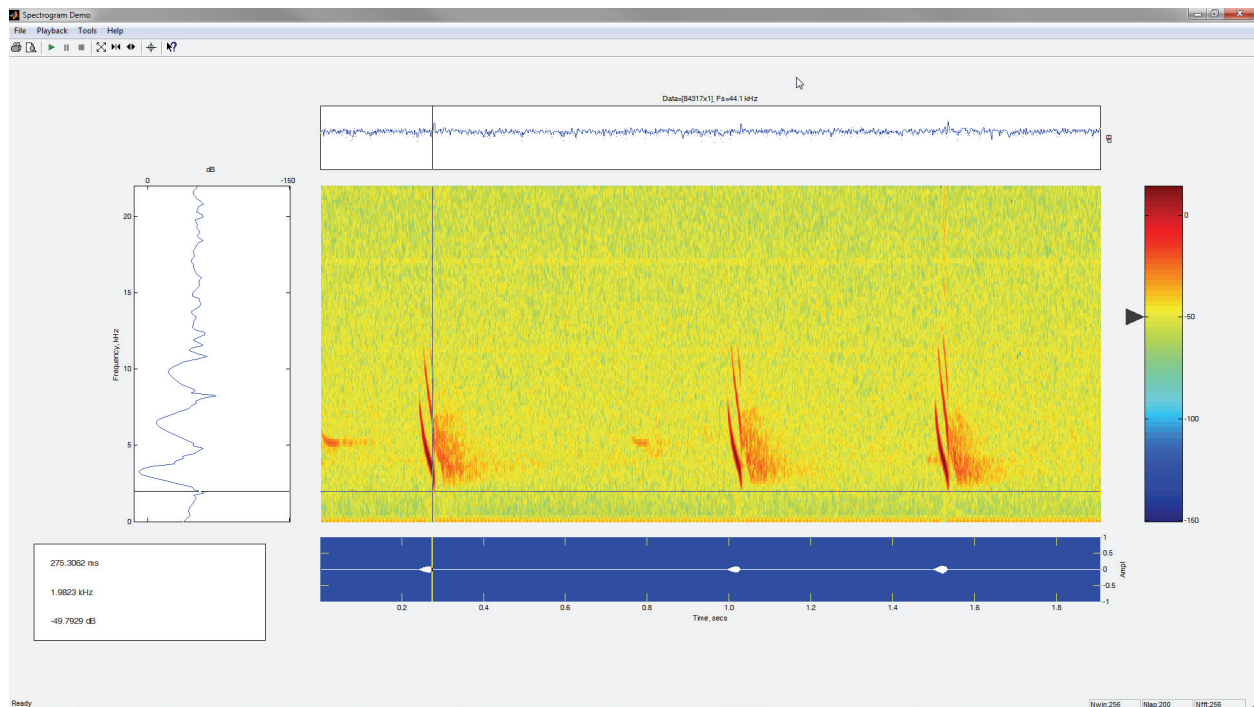 Spectrogram Demo
File Playback Tools Help
Data=[84317x1], Fs=44.1 kHz
dB
dB
0 -150
20
15
10
5
0
Frequency, kHz
0
-50
-100
-150
275.3062 ms
1.9823 kHz
-49.7929 dB
1
0.5
0
-0.5
-1
Ampl
0.2 0.4 0.6 0.8 1.0 1.2 1.4 1.6 1.8
Time, secs
Ready Nwin:256 Nlap:200 Nfft:256